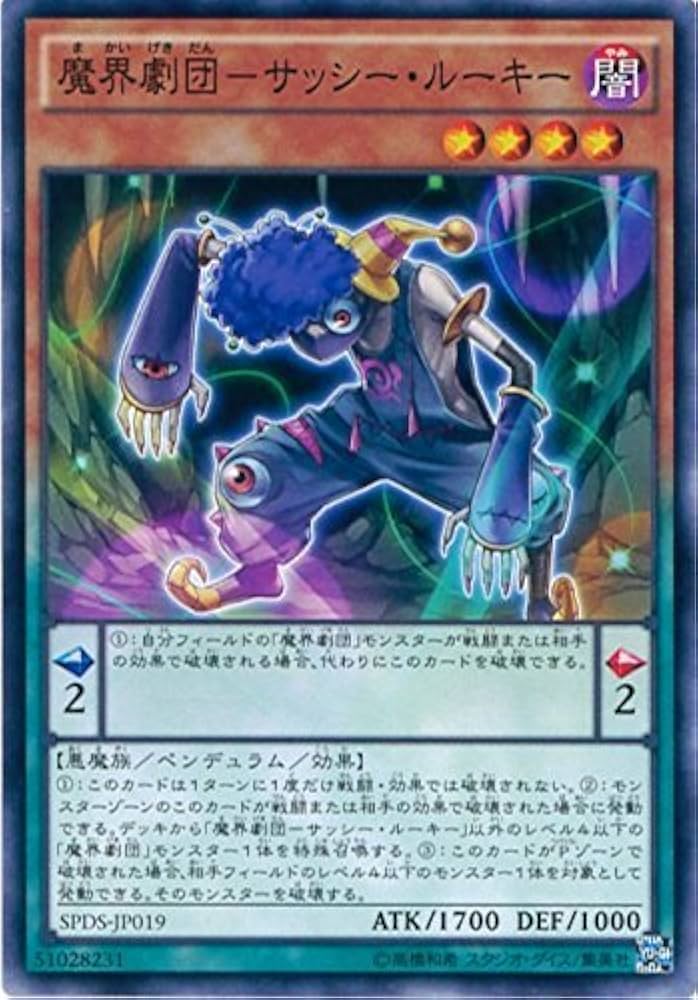 魔界劇団－サッシー・ルーキー
闇
①：自分フィールドの「魔界劇団」モンスターが戦闘または相手
の効果で破壊される場合、代わりにこのカードを破壊できる。
2
2
【悪魔族／ペンデュラム／効果】
①：このカードは１ターンに１度だけ戦闘・効果では破壊されない。②：モン
スターゾーンのこのカードが戦闘または相手の効果で破壊された場合に発動
できる。デッキから「魔界劇団－サッシー・ルーキー」以外のレベル４以下の
「魔界劇団」モンスター１体を特殊召喚する。③：このカードがＰゾーンで
破壊された場合、相手フィールドのレベル４以下のモンスター１体を対象として
発動できる。そのモンスターを破壊する。
SPDS-JP019
ATK/1700 DEF/1000
51028231
©高橋和希 スタジオ・ダイス/集英社